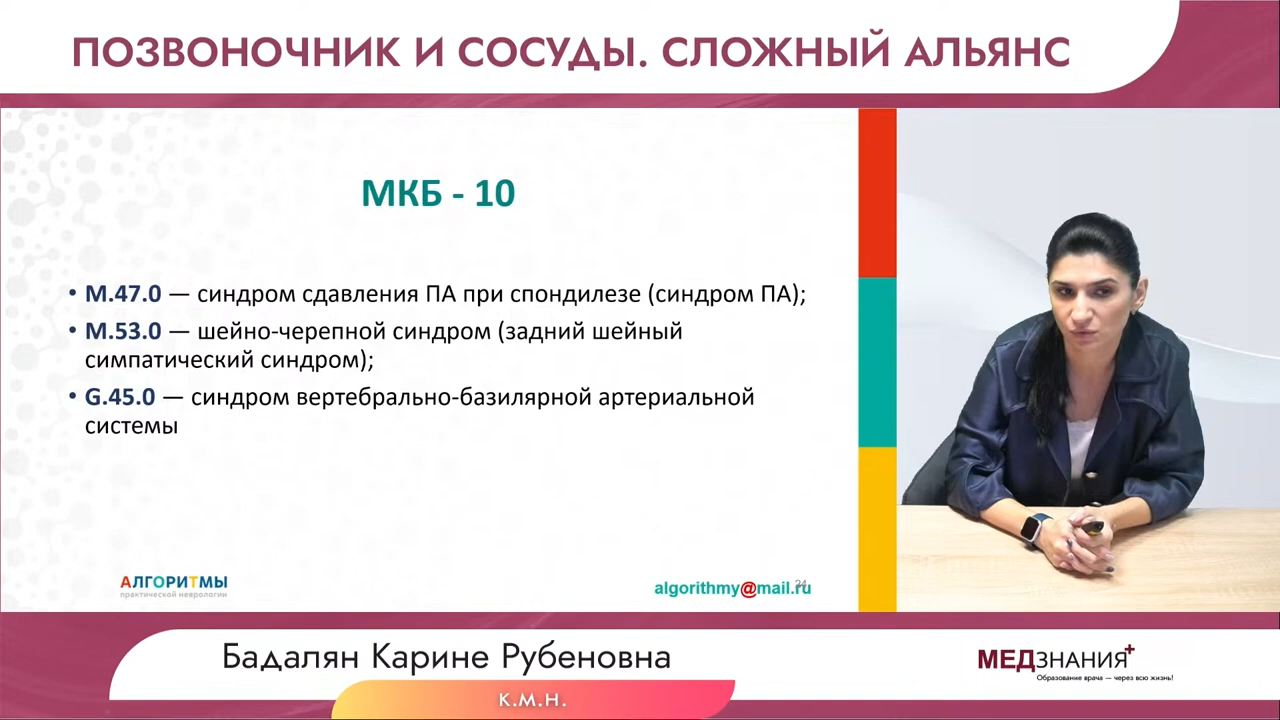 ПОЗВОНОЧНИК И СОСУДЫ. СЛОЖНЫЙ АЛЬЯНС
МКБ - 10
• M.47.0 — синдром сдавления ПА при спондилезе (синдром ПА);
• M.53.0 — шейно-черепной синдром (задний шейный
симпатический синдром);
• G.45.0 — синдром вертебрально-базилярной артериальной
системы
АЛГОРИТМЫ
практической неврологии
algorithmy@mail.ru
24
Бадалян Карине Рубеновна
к.м.н.
МЕДЗНАНИЯ+
Образование врача — через всю жизнь!